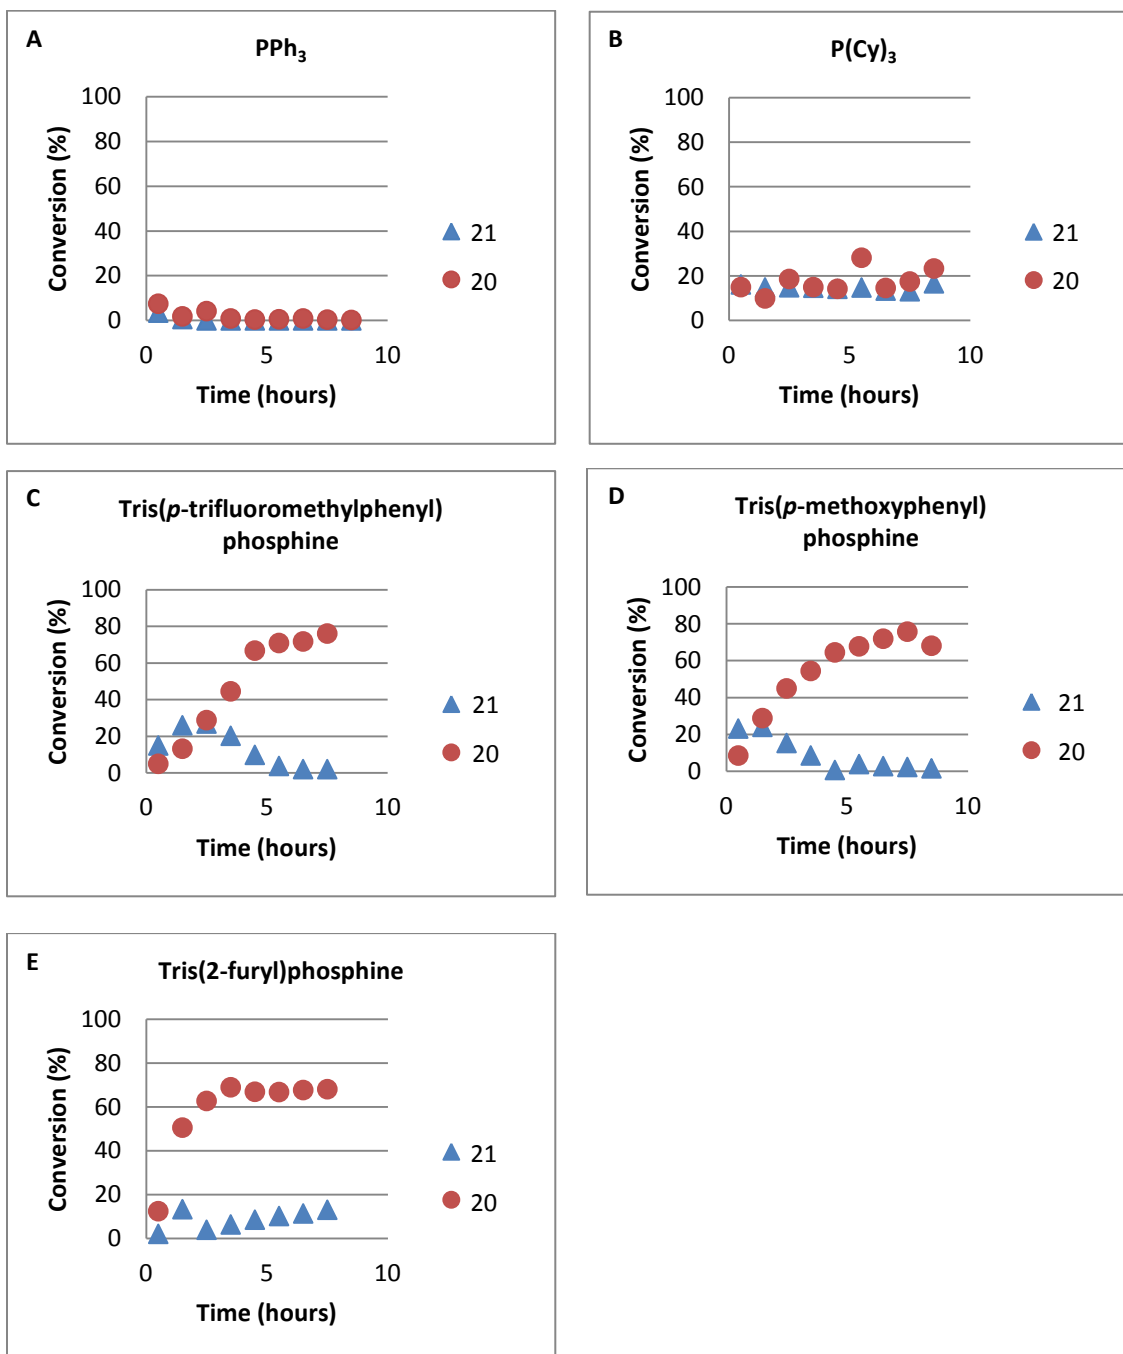 A
PPh3
Conversion (%)
100
80
60
40
20
0
0 5 10
Time (hours)
21
20
B
P(Cy)3
Conversion (%)
100
80
60
40
20
0
0 5 10
Time (hours)
21
20
C
Tris(p-trifluoromethylphenyl)
phosphine
Conversion (%)
100
80
60
40
20
0
0 5 10
Time (hours)
21
20
D
Tris(p-methoxyphenyl)
phosphine
Conversion (%)
100
80
60
40
20
0
0 5 10
Time (hours)
21
20
E
Tris(2-furyl)phosphine
Conversion (%)
100
80
60
40
20
0
0 5 10
Time (hours)
21
20